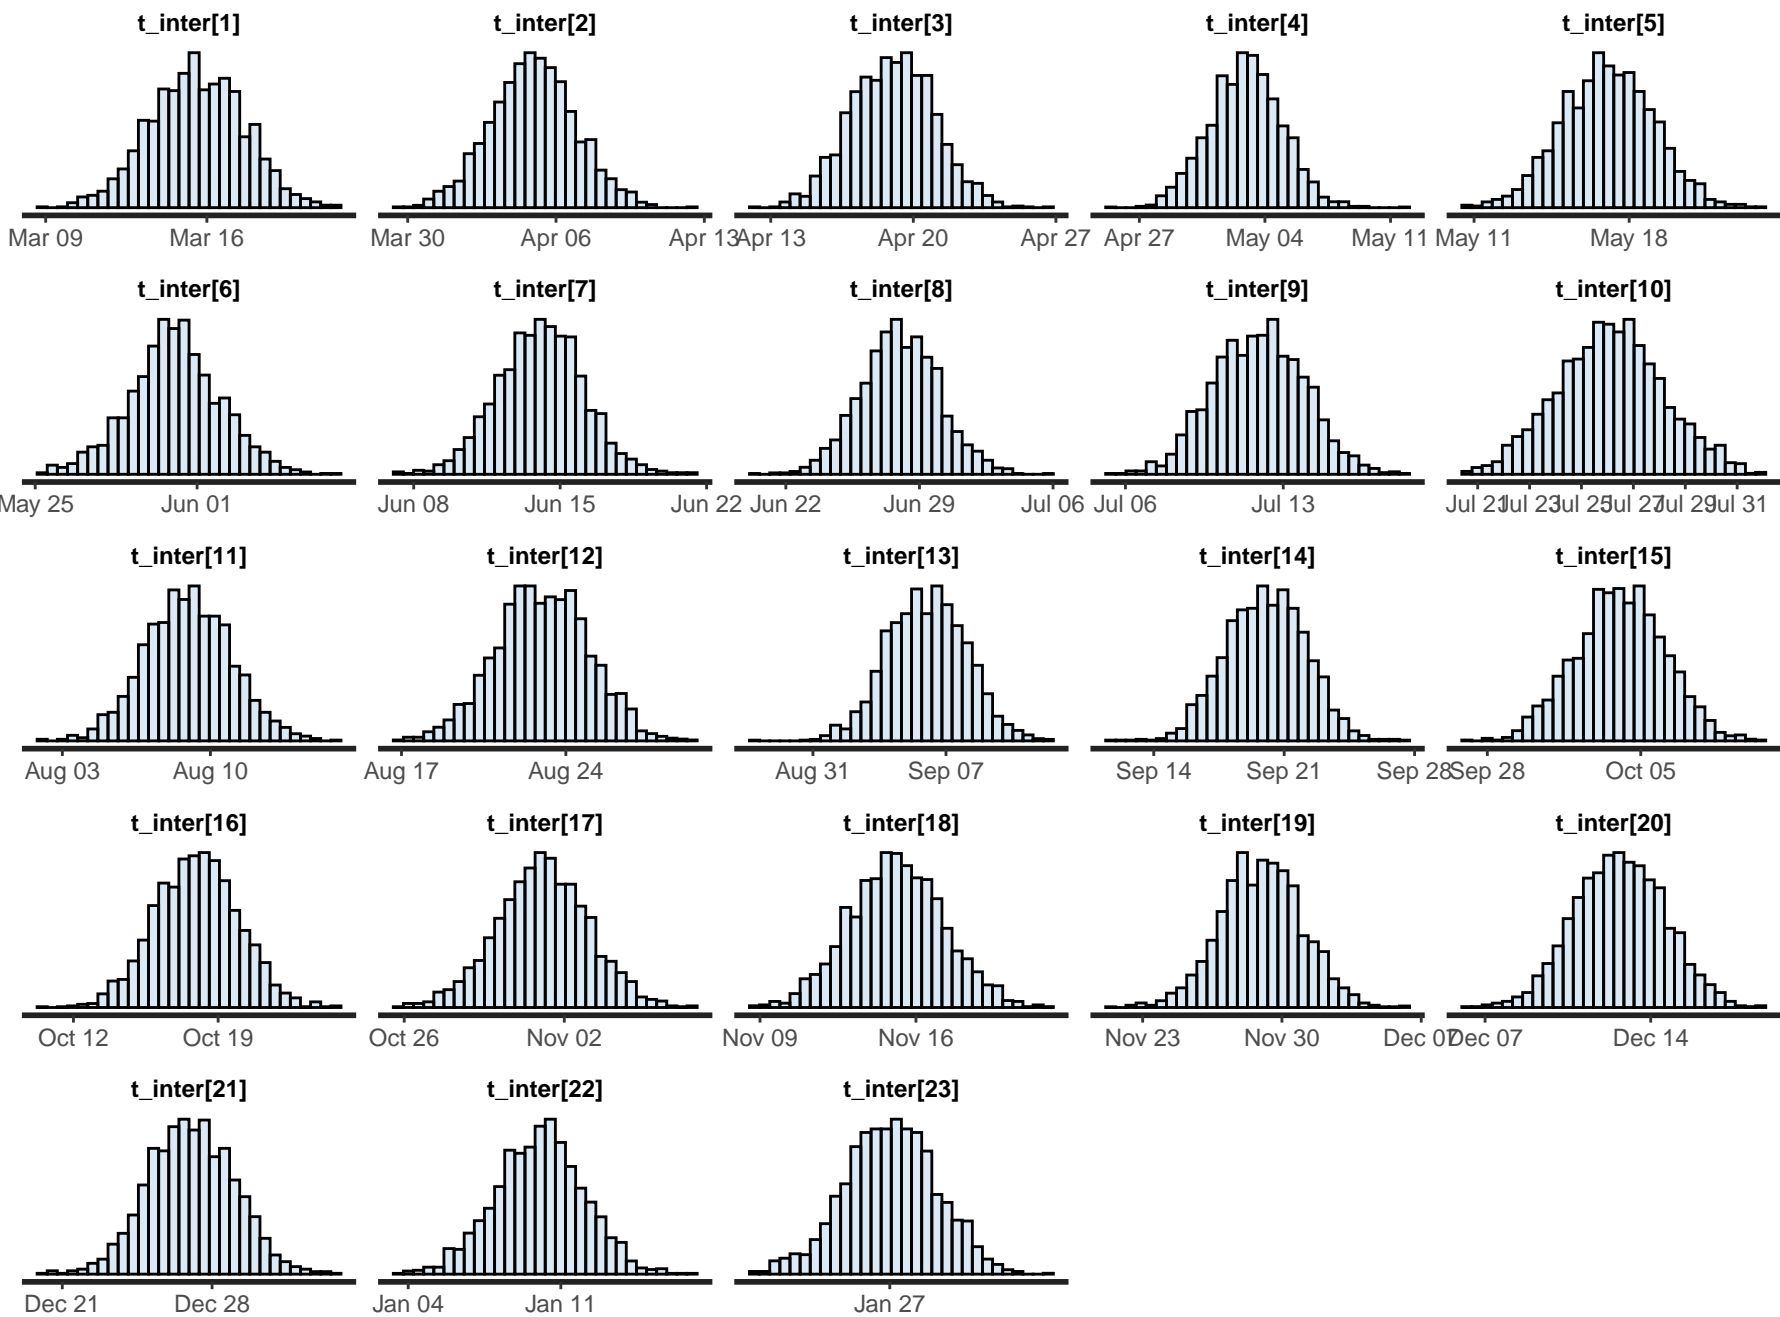 t_inter[1] t_inter[2] t_inter[3] t_inter[4] t_inter[5]
Mar 09 Mar 16 Mar 30 Apr 06 Apr 13 Apr 13 Apr 20 Apr 27 Apr 27 May 04 May 11 May 11 May 18
t_inter[6] t_inter[7] t_inter[8] t_inter[9] t_inter[10]
May 25 Jun 01 Jun 08 Jun 15 Jun 22 Jun 22 Jun 29 Jul 06 Jul 06 Jul 13 Jul 21 Jul 23 Jul 25 Jul 27 Jul 29 Jul 31
t_inter[11] t_inter[12] t_inter[13] t_inter[14] t_inter[15]
Aug 03 Aug 10 Aug 17 Aug 24 Aug 31 Sep 07 Sep 14 Sep 21 Sep 28 Sep 28 Oct 05
t_inter[16] t_inter[17] t_inter[18] t_inter[19] t_inter[20]
Oct 12 Oct 19 Oct 26 Nov 02 Nov 09 Nov 16 Nov 23 Nov 30 Dec 07 Dec 07 Dec 14
t_inter[21] t_inter[22] t_inter[23]
Dec 21 Dec 28 Jan 04 Jan 11 Jan 27